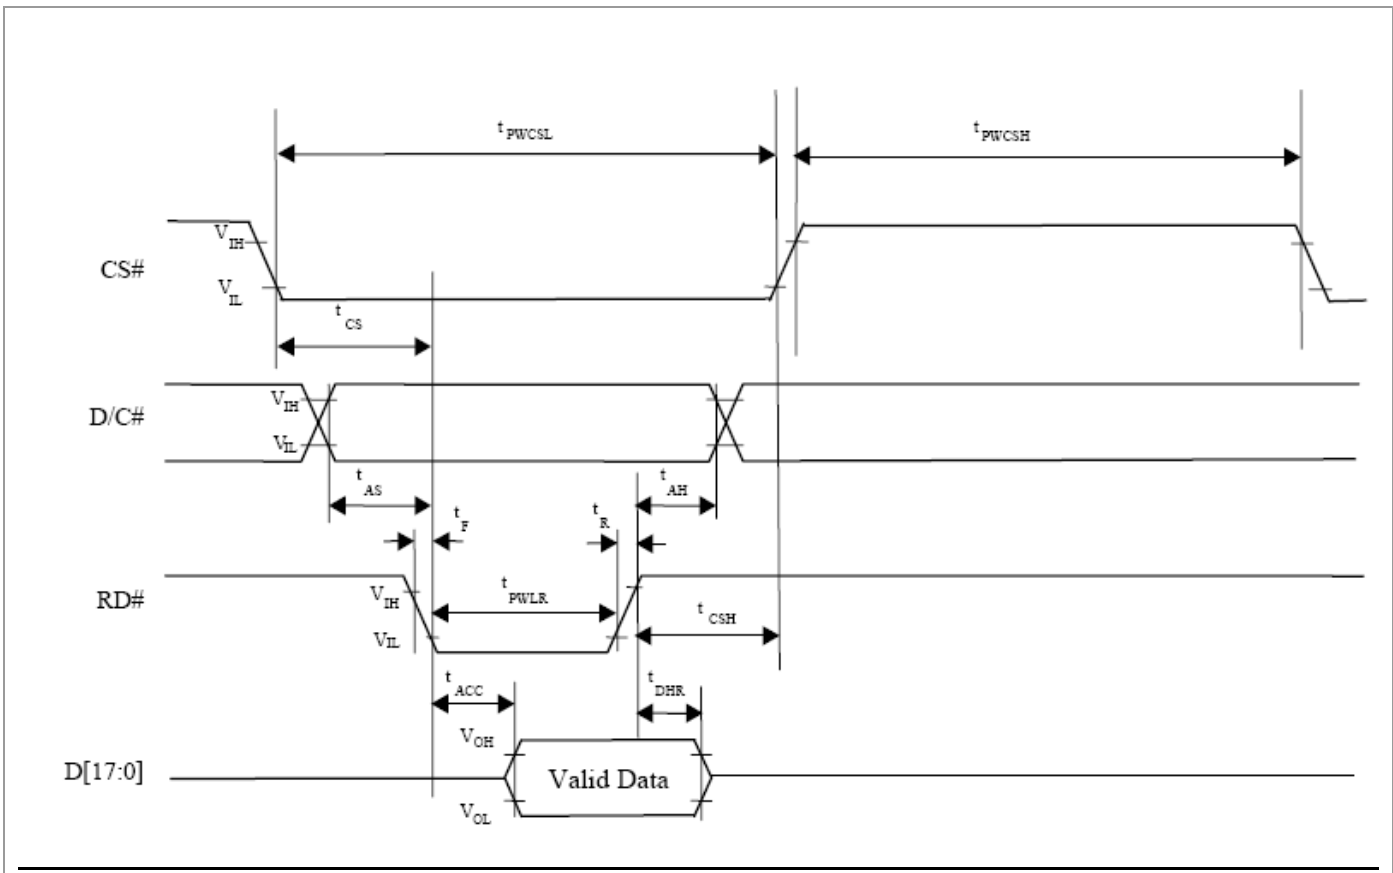 t PWCSL
t PWCSH
V IH
CS#
V IL
t CS
V IH
D/C#
V IL
t AS
t AH
t F
t R
V IH
t PWLR
RD#
V IL
t CSH
t ACC
t DHR
V OH
D[17:0]
Valid Data
V OL